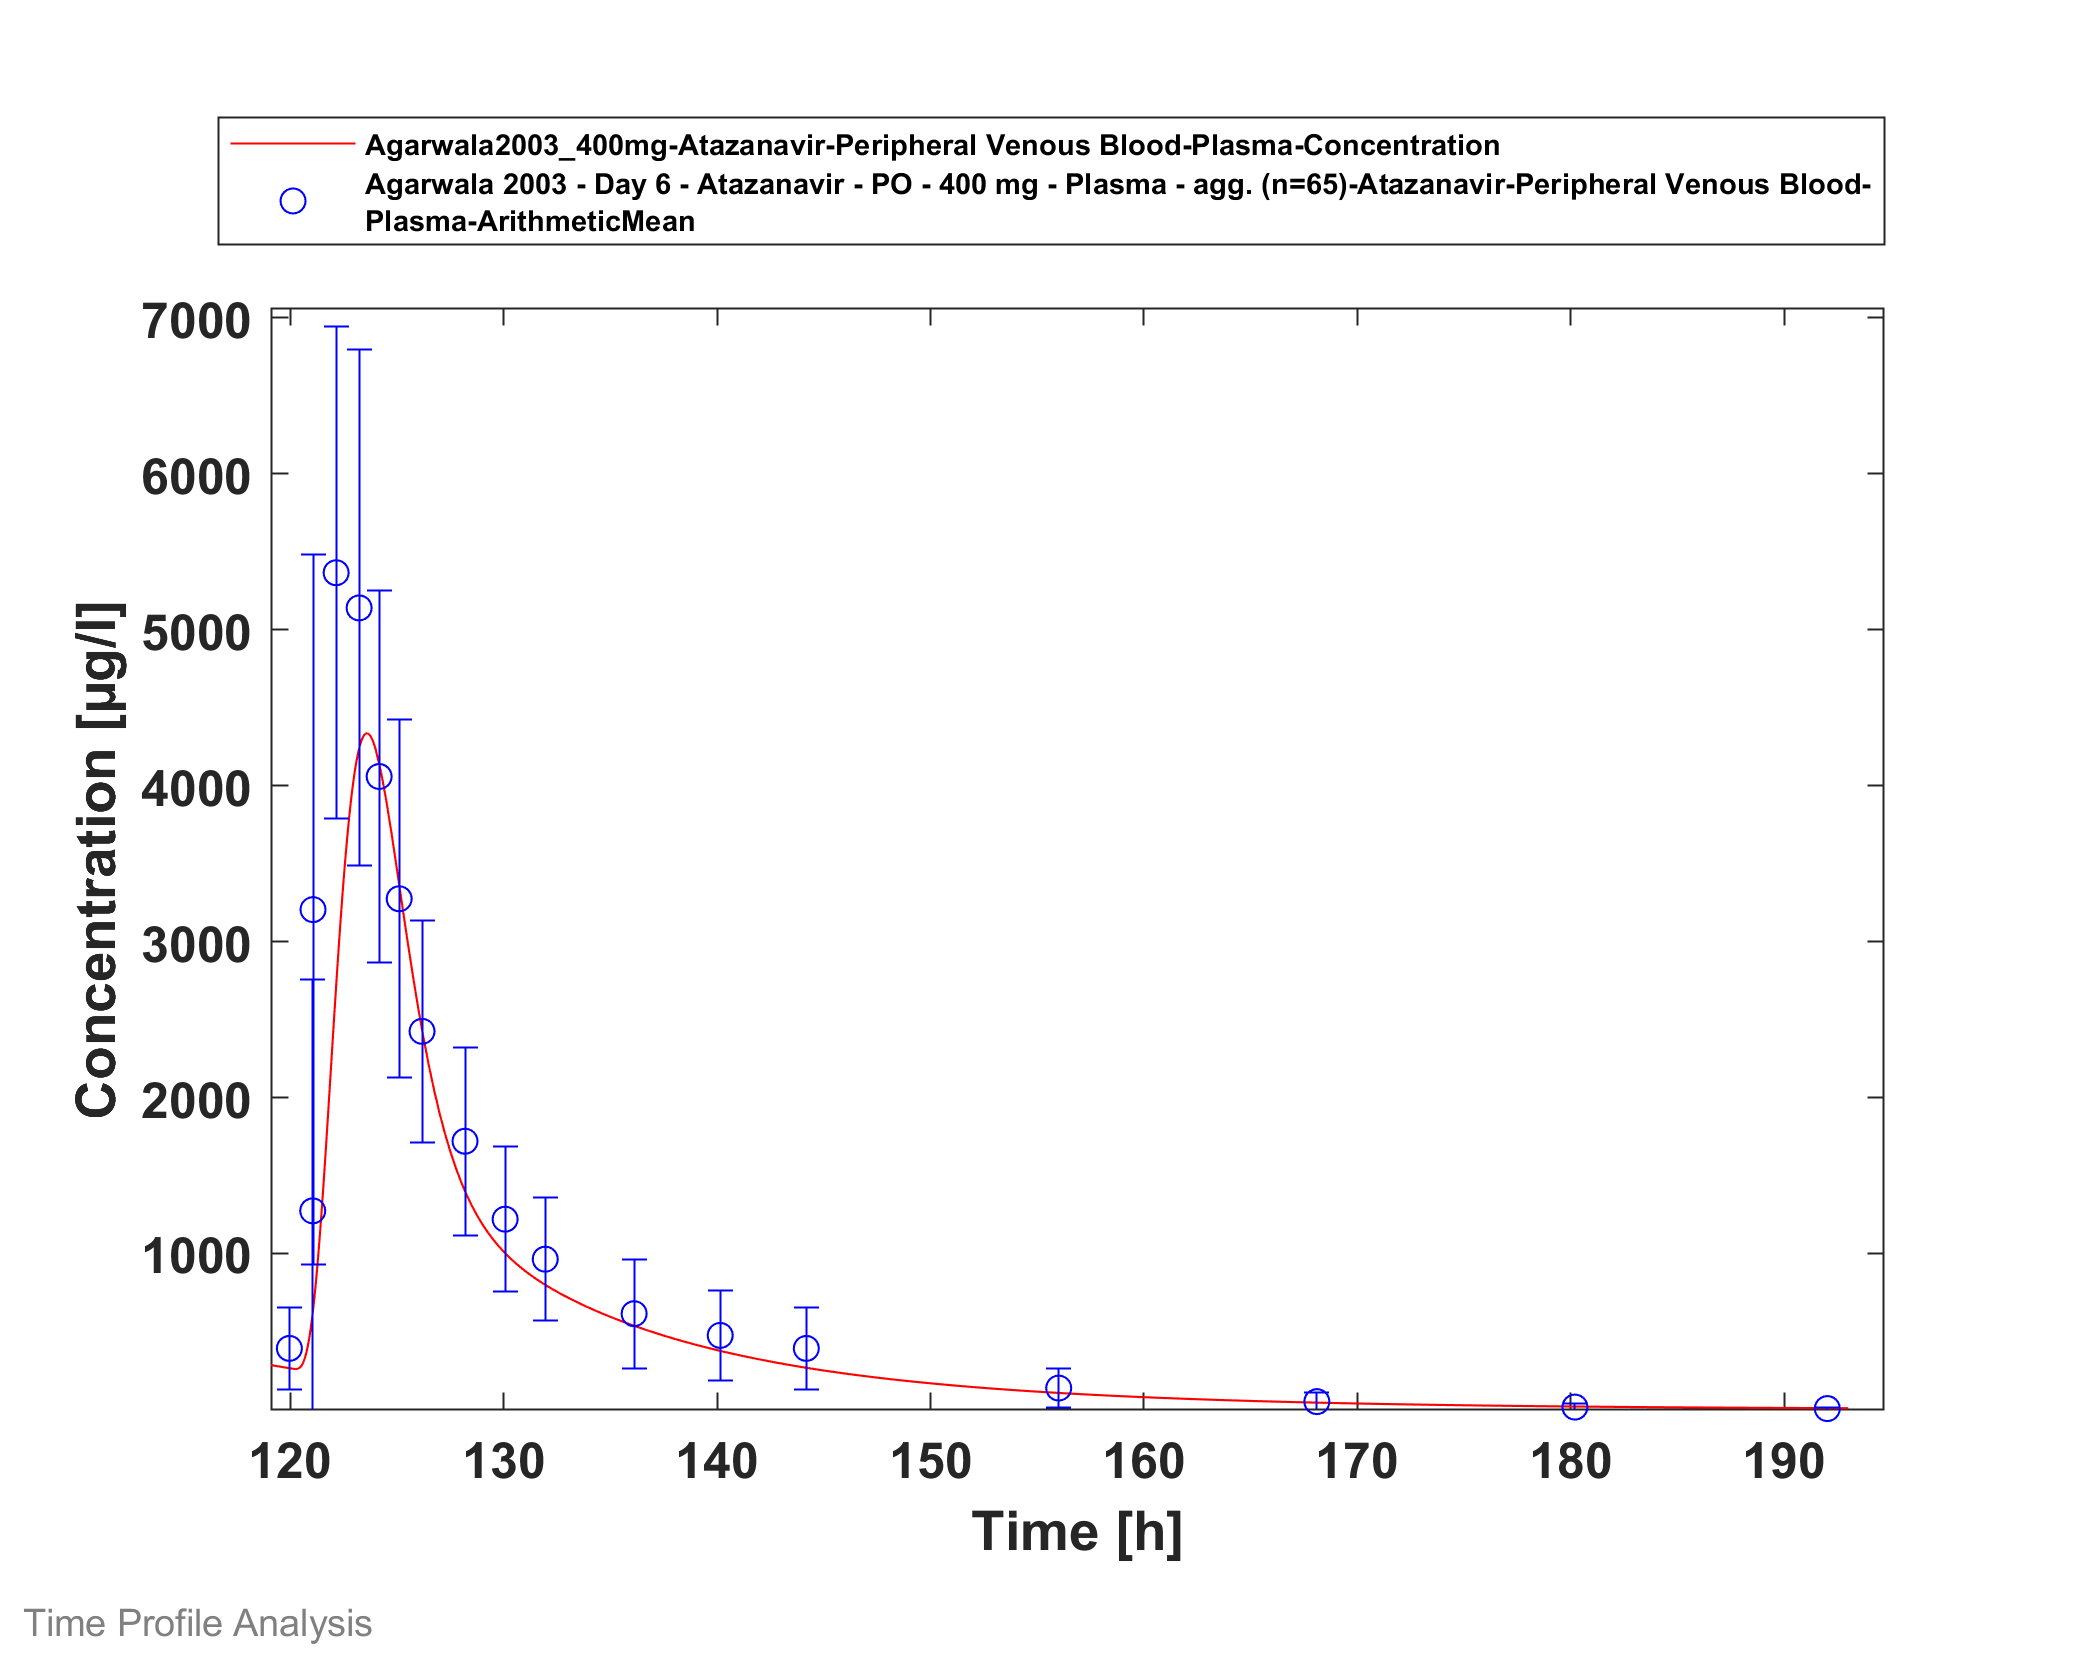 Agarwala2003_400mg-Atazanavir-Peripheral Venous Blood-Plasma-Concentration
Agarwala 2003 - Day 6 - Atazanavir - PO - 400 mg - Plasma - agg. (n=65)-Atazanavir-Peripheral Venous Blood-
Plasma-ArithmeticMean
7000
6000
5000
4000
3000
2000
1000
Concentration [µg/l]
120 130 140 150 160 170 180 190
Time [h]
Time Profile Analysis